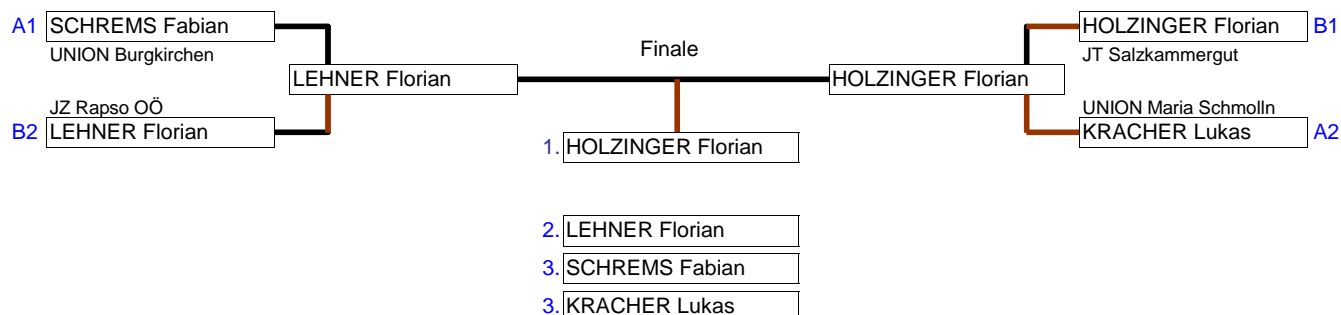 A1 SCHREMS Fabian
UNION Burgkirchen
LEHNER Florian
JZ Rapso OÖ
B2 LEHNER Florian
Finale
HOLZINGER Florian B1
JT Salzkammergut
HOLZINGER Florian
UNION Maria Schmolln
KRACHER Lukas A2
1. HOLZINGER Florian
2. LEHNER Florian
3. SCHREMS Fabian
3. KRACHER Lukas